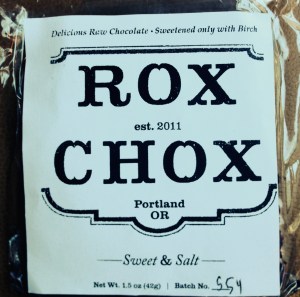 Delicious Raw Chocolate · Sweetened only with Birch
ROX
est. 2011
CHOX
Portland
OR
Sweet & Salt
Net Wt. 1.5 oz (42g) | Batch No. 554